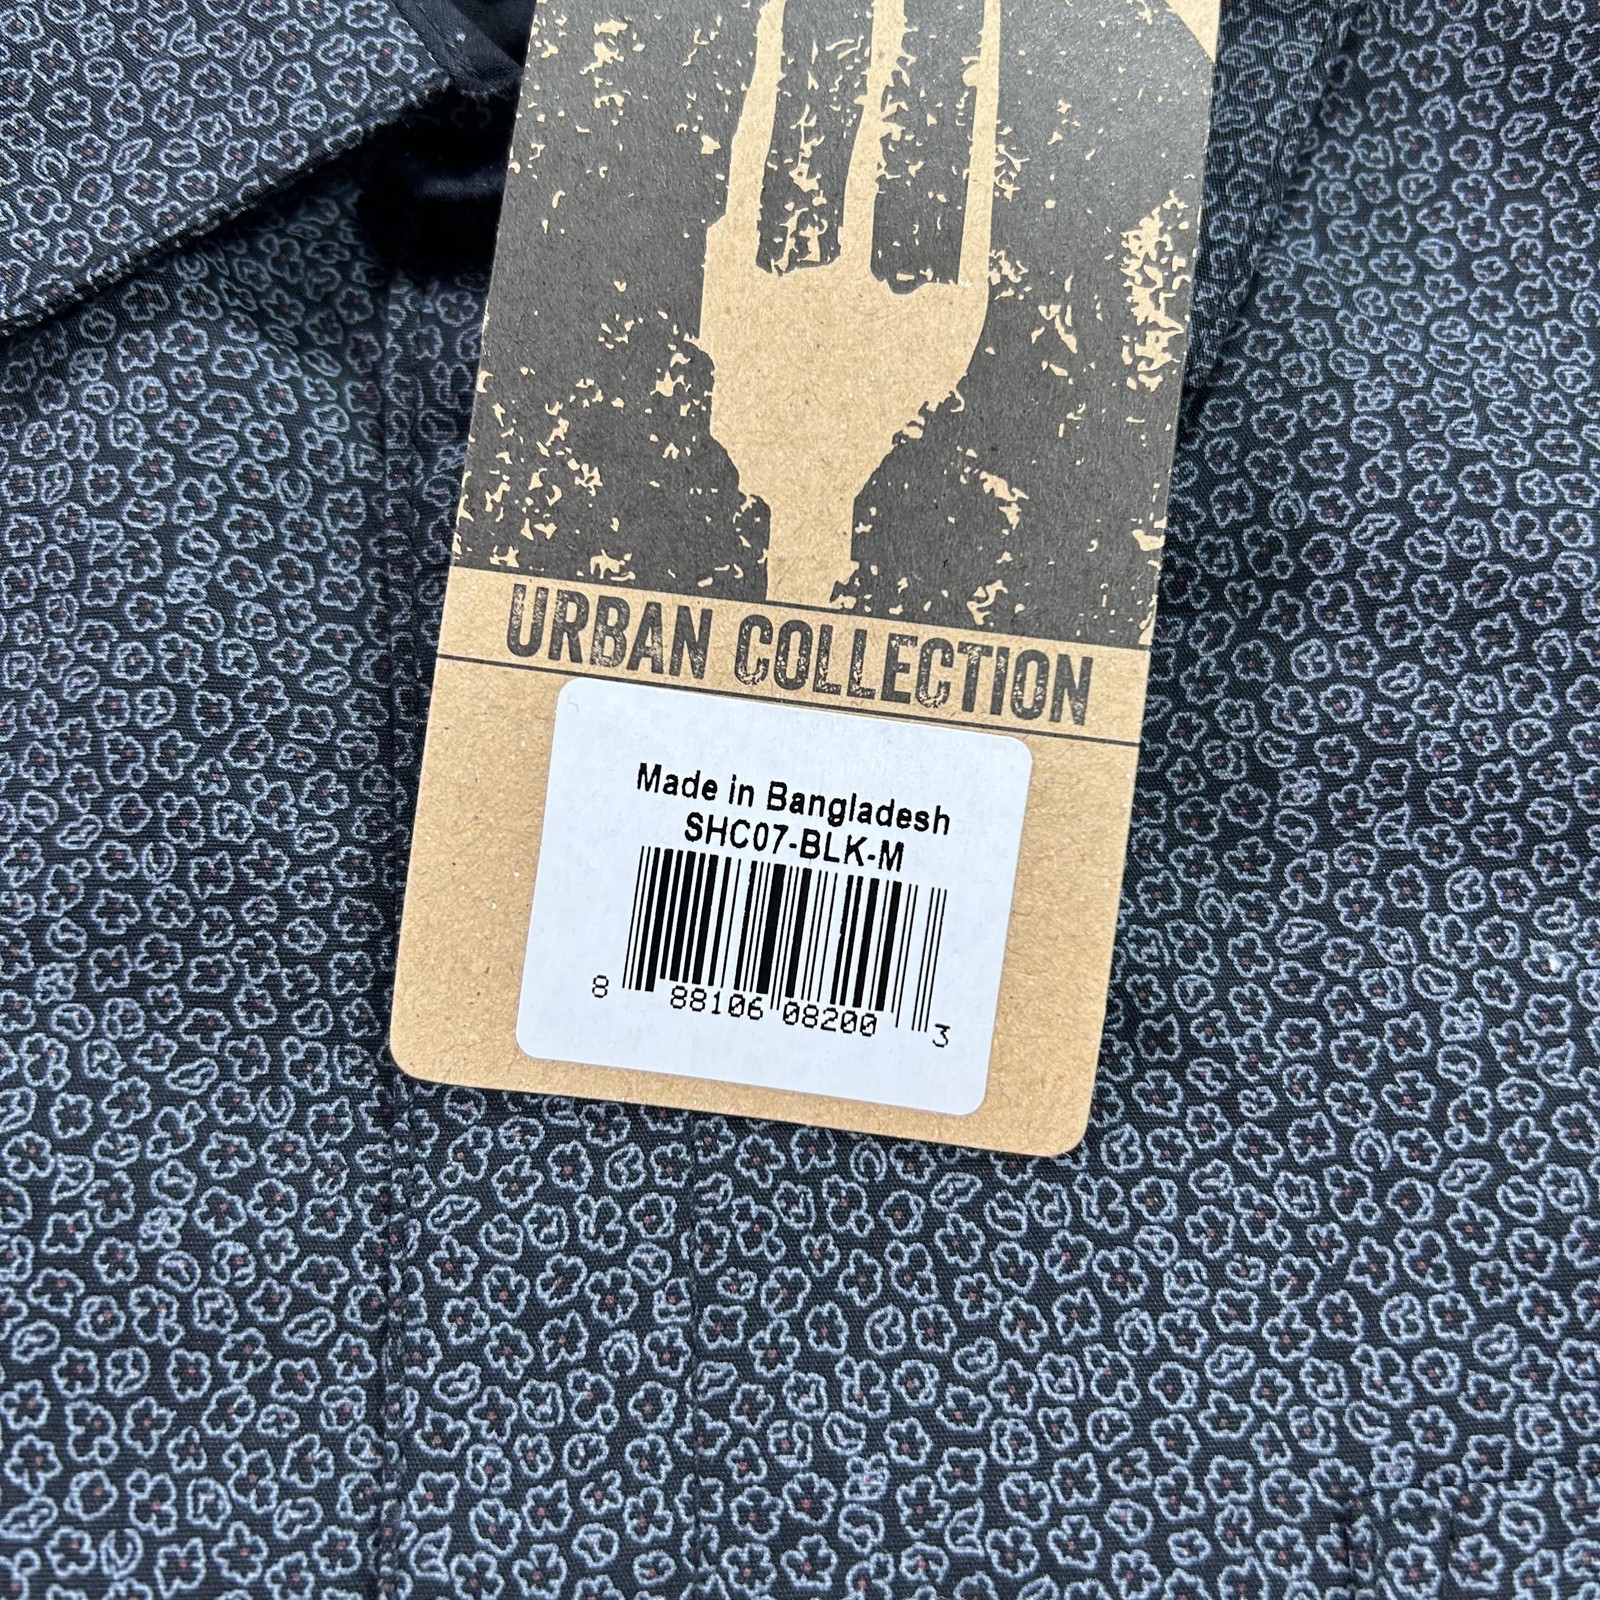 URBAN COLLECTION
Made in Bangladesh
SHC07-BLK-M
8 88106 08200 3